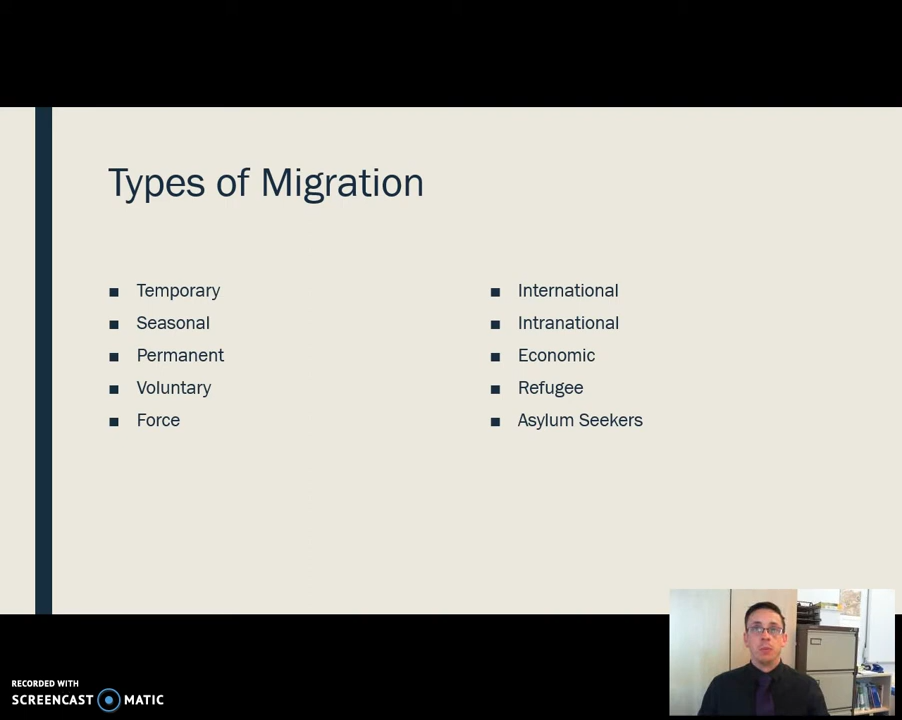 Types of Migration
■ Temporary
■ Seasonal
■ Permanent
■ Voluntary
■ Force
■ International
■ Intranational
■ Economic
■ Refugee
■ Asylum Seekers
RECORDED WITH
SCREENCAST MATIC